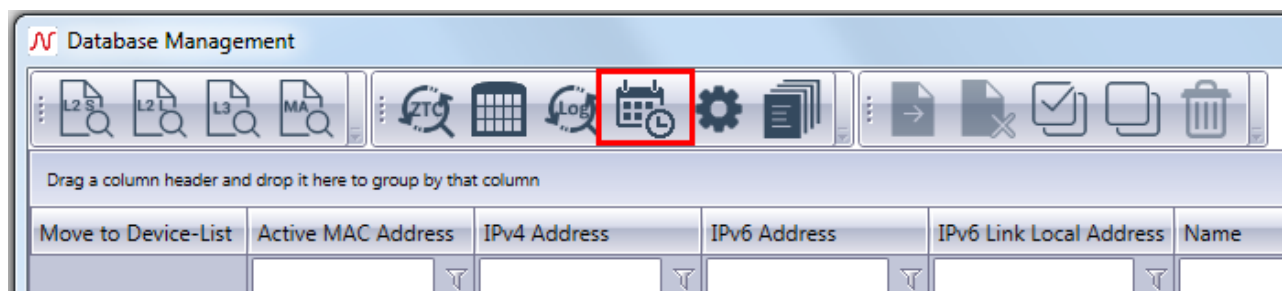 Database Management
L2 S L2 L L3 MA ZTC Log
Drag a column header and drop it here to group by that column
Move to Device-List Active MAC Address IPv4 Address IPv6 Address IPv6 Link Local Address Name